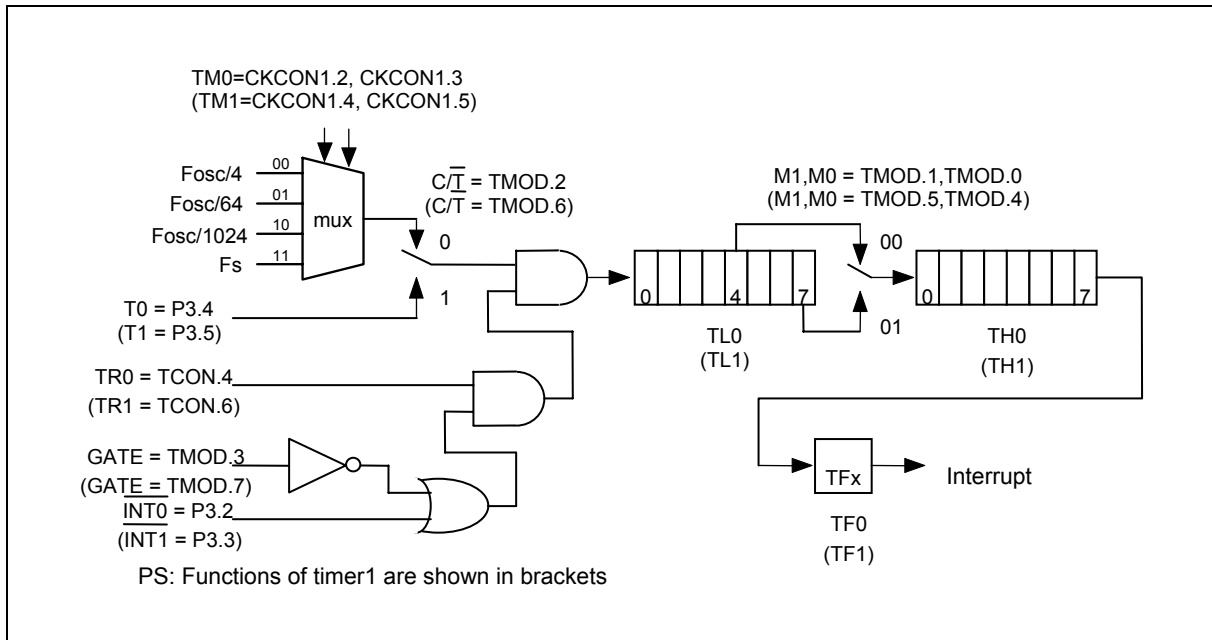 TM0=CKCON1.2, CKCON1.3
(TM1=CKCON1.4, CKCON1.5)
Fosc/4
00
Fosc/64
01
Fosc/1024
10
Fs
11
mux
C/T̅ = TMOD.2
(C/T̅ = TMOD.6)
0
1
T0 = P3.4
(T1 = P3.5)
TR0 = TCON.4
(TR1 = TCON.6)
GATE = TMOD.3
(GATE = TMOD.7)
I̅N̅T̅0̅ = P3.2
(I̅N̅T̅1̅ = P3.3)
0 4 7
TL0
(TL1)
M1,M0 = TMOD.1,TMOD.0
(M1,M0 = TMOD.5,TMOD.4)
00
01
0 7
TH0
(TH1)
TFx
Interrupt
TF0
(TF1)
PS: Functions of timer1 are shown in brackets